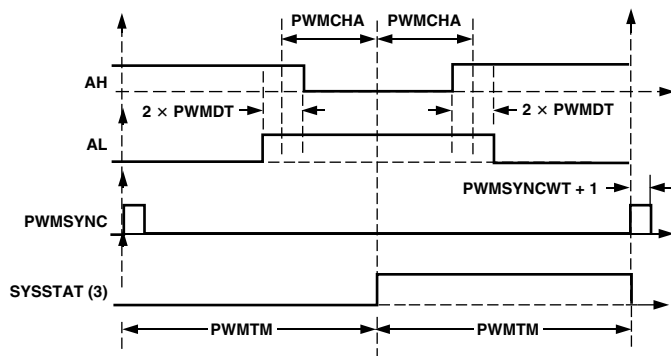 PWMCHA PWMCHA
AH
2 × PWMDT 2 × PWMDT
AL
PWMSYNCWT + 1
PWMSYNC
SYSSTAT (3)
PWMTM PWMTM